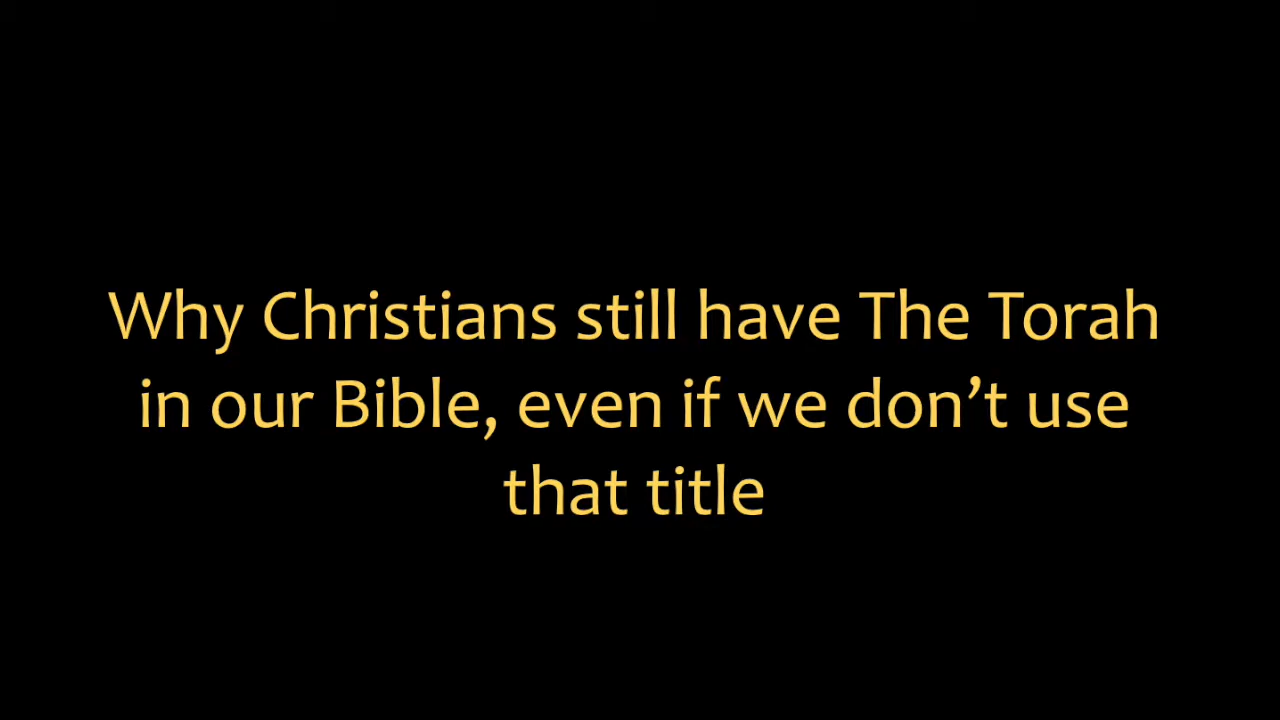 Why Christians still have The Torah
in our Bible, even if we don’t use
that title